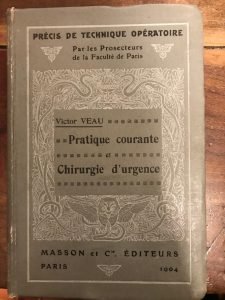 PRÉCIS DE TECHNIQUE OPÉRATOIRE
Par les Prosecteurs
de la Faculté de Paris
Victor VEAU
Pratique courante
et
Chirurgie d'urgence
MASSON et Cie, ÉDITEURS
PARIS 1904